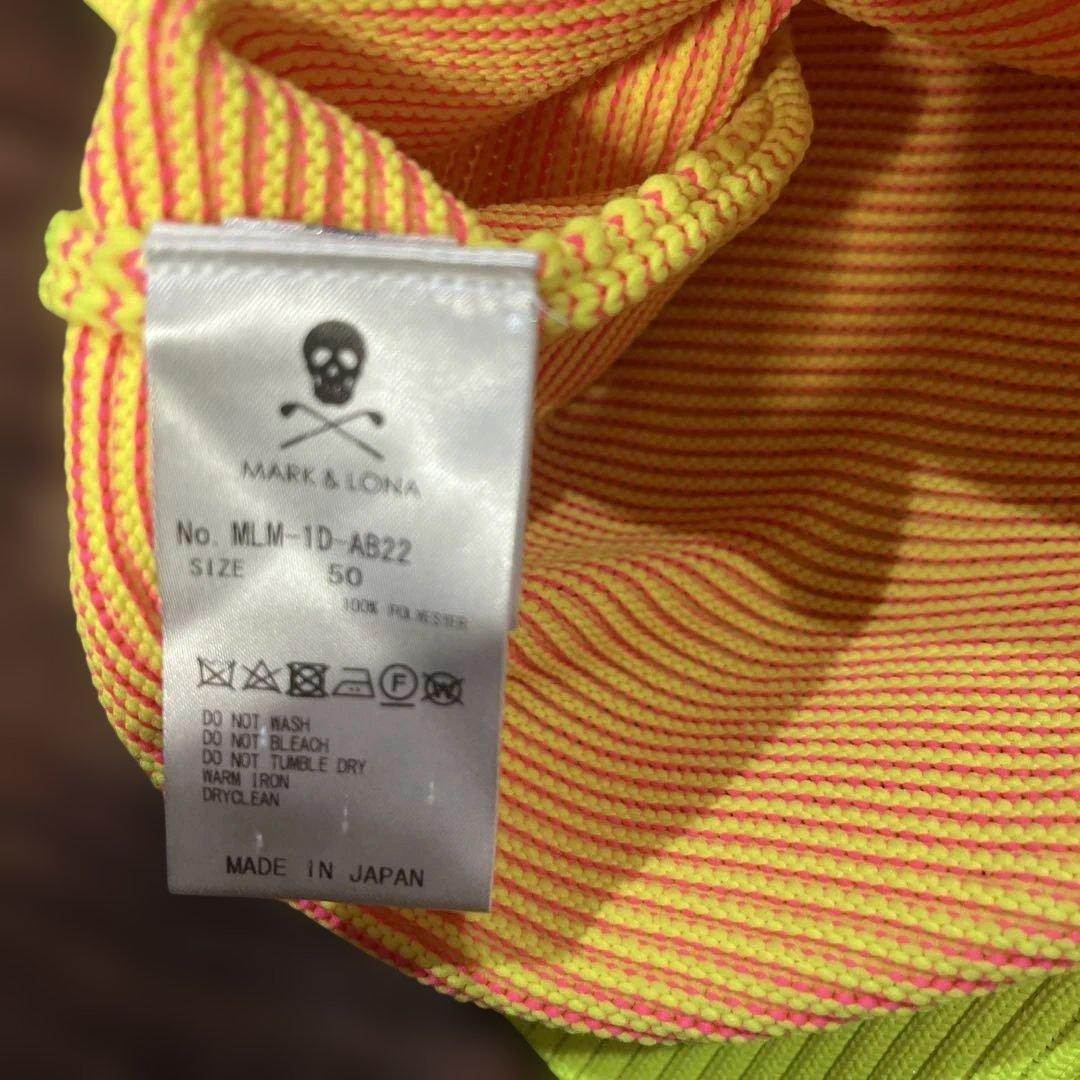 MARK & LONA
No. MLM-1D-AB22
SIZE 50
100% POLYESTER
F W
DO NOT WASH
DO NOT BLEACH
DO NOT TUMBLE DRY
WARM IRON
DRYCLEAN
MADE IN JAPAN